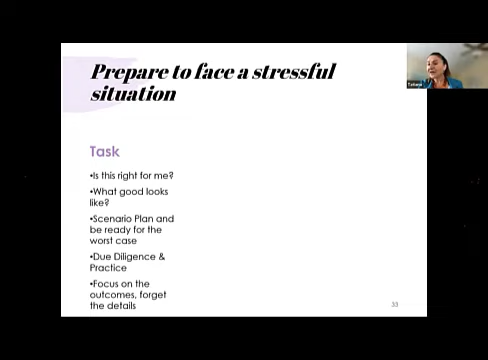 Prepare to face a stressful
situation
Task
•Is this right for me?
•What good looks
like?
•Scenario Plan and
be ready for the
worst case
•Due Diligence &
Practice
•Focus on the
outcomes, forget
the details
33